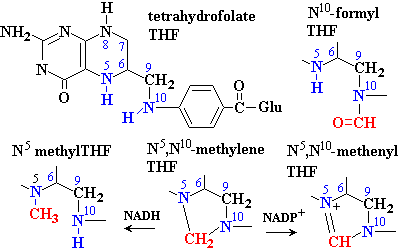 tetrahydrofolate
THF
N10-formyl
THF
NH2
N
H
N
8
7
N
N
O
5
N
H
6
9
CH2
N
H
10
O
C
Glu
5
N
H
6
9
CH2
10
N
O=CH
N5 methylTHF
N5,N10-methylene
THF
N5,N10-methenyl
THF
5
N
6
9
CH2
10
N
H
CH3
NADH
5
N
6
9
10
N
CH2
NADP+
5
N
+
6
9
10
N
CH